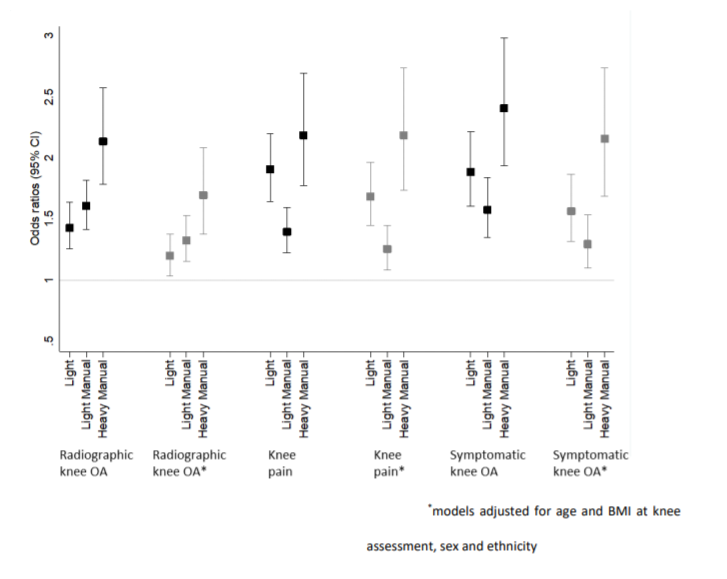 Odds ratios (95% CI)
3
2.5
2
1.5
1
.5
Light
Light Manual
Heavy Manual
Light
Light Manual
Heavy Manual
Light
Light Manual
Heavy Manual
Light
Light Manual
Heavy Manual
Light
Light Manual
Heavy Manual
Light
Light Manual
Heavy Manual
Radiographic
knee OA
Radiographic
knee OA*
Knee
pain
Knee
pain*
Symptomatic
knee OA
Symptomatic
knee OA*
*models adjusted for age and BMI at knee
assessment, sex and ethnicity